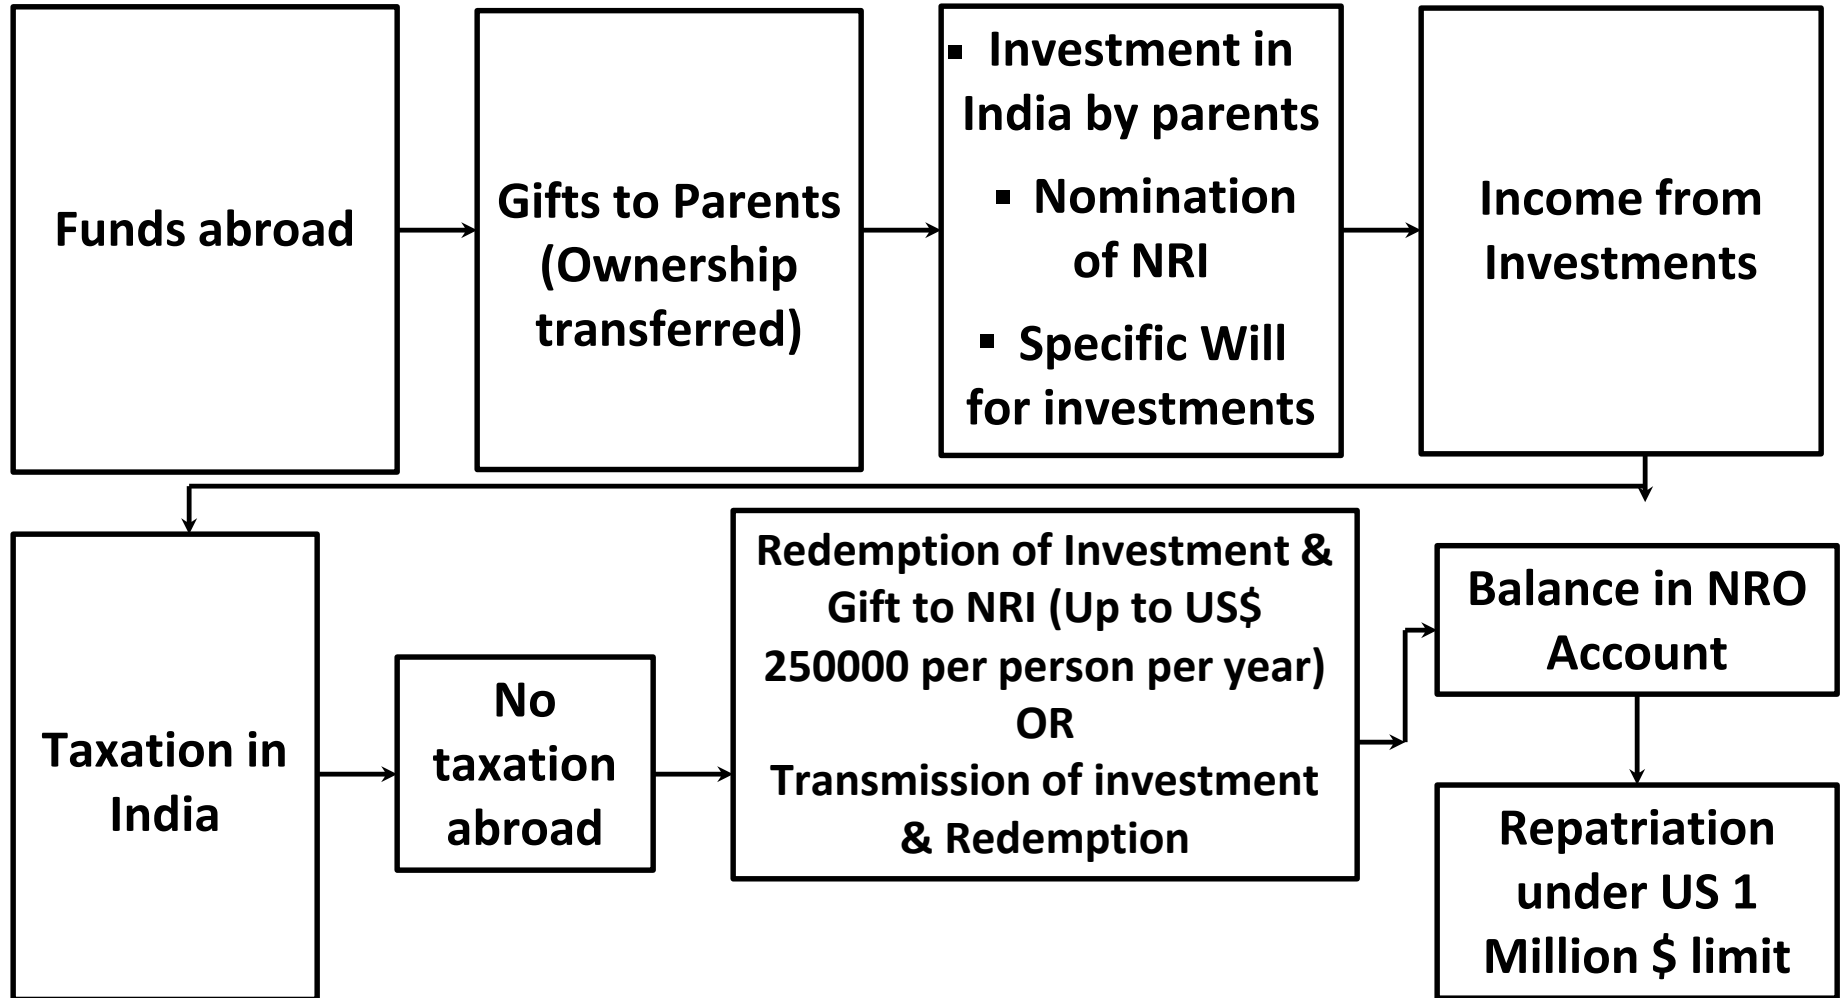 Funds abroad
Gifts to Parents
(Ownership
transferred)
▪ Investment in
India by parents
▪ Nomination
of NRI
▪ Specific Will
for investments
Income from
Investments
Taxation in
India
No
taxation
abroad
Redemption of Investment &
Gift to NRI (Up to US$
250000 per person per year)
OR
Transmission of investment
& Redemption
Balance in NRO
Account
Repatriation
under US 1
Million $ limit